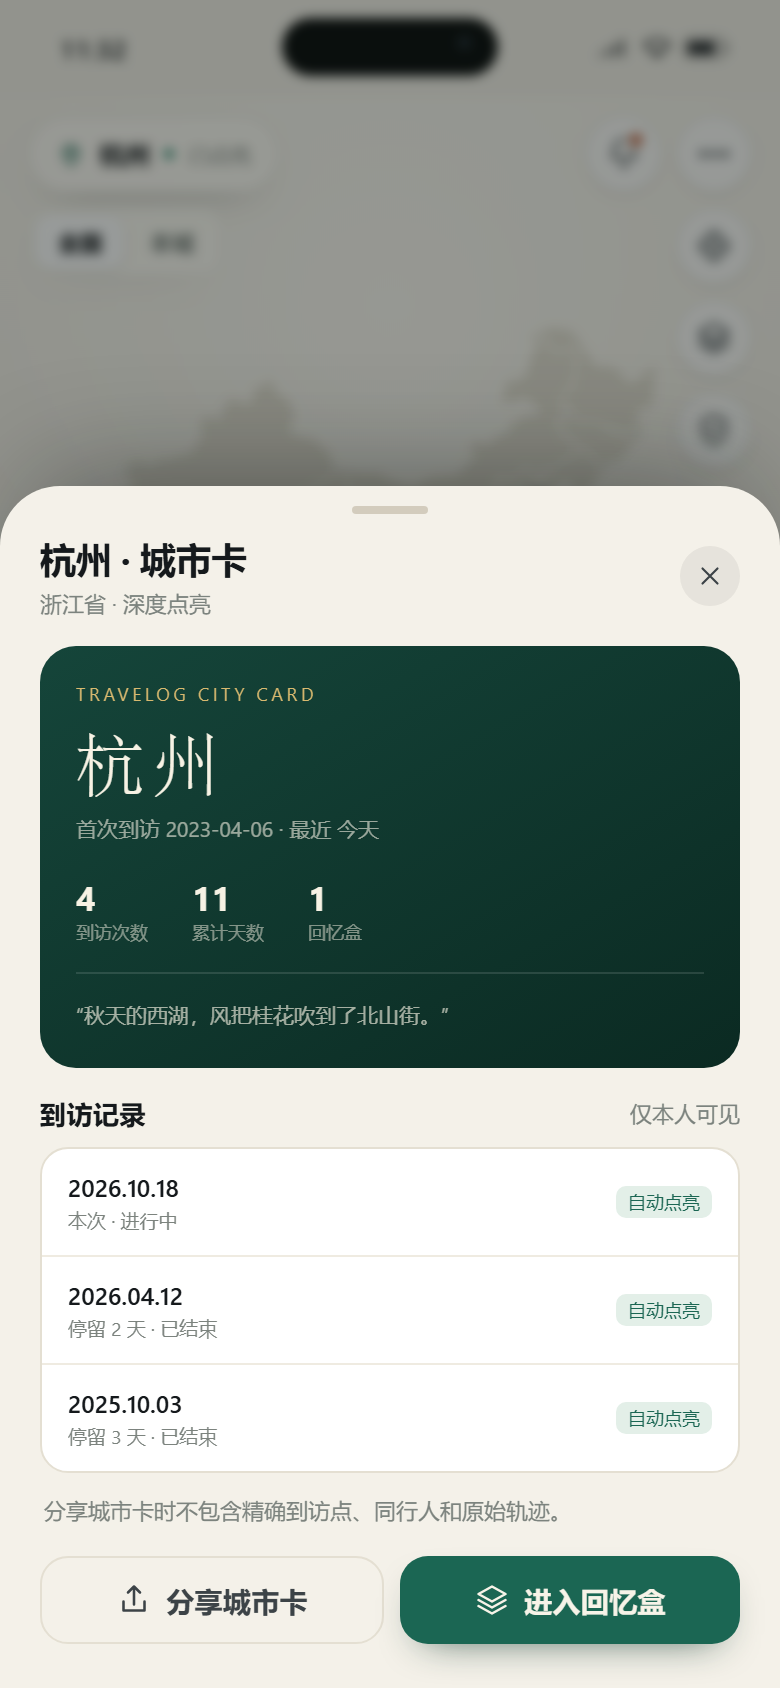 杭州 · 城市卡
浙江省 · 深度点亮
TRAVELOG CITY CARD
杭州
首次到访 2023-04-06 · 最近 今天
4
到访次数
11
累计天数
1
回忆盒
“秋天的西湖，风把桂花吹到了北山街。”
到访记录
仅本人可见
2026.10.18
本次 · 进行中
自动点亮
2026.04.12
停留 2 天 · 已结束
自动点亮
2025.10.03
停留 3 天 · 已结束
自动点亮
分享城市卡时不包含精确到访点、同行人和原始轨迹。
分享城市卡
进入回忆盒